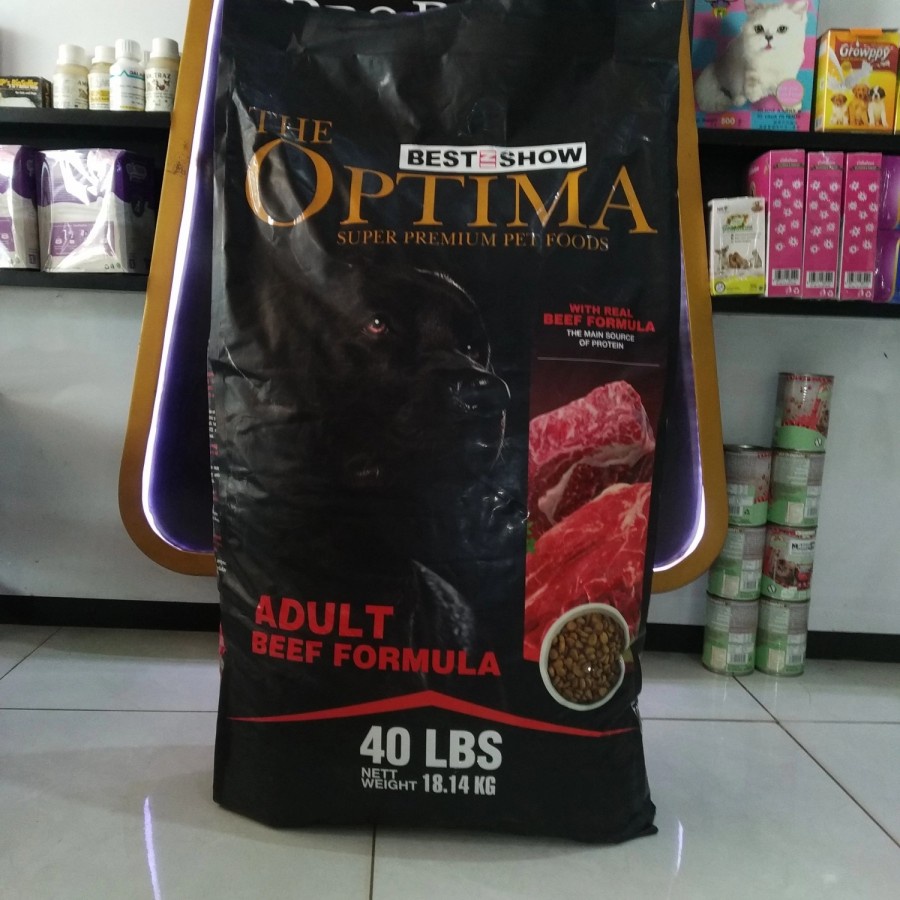 THE
BEST IN SHOW
OPTIMA
SUPER PREMIUM PET FOODS
WITH REAL
BEEF FORMULA
THE MAIN SOURCE
OF PROTEIN
ADULT
BEEF FORMULA
40 LBS
NETT
WEIGHT 18.14 KG
Growppy